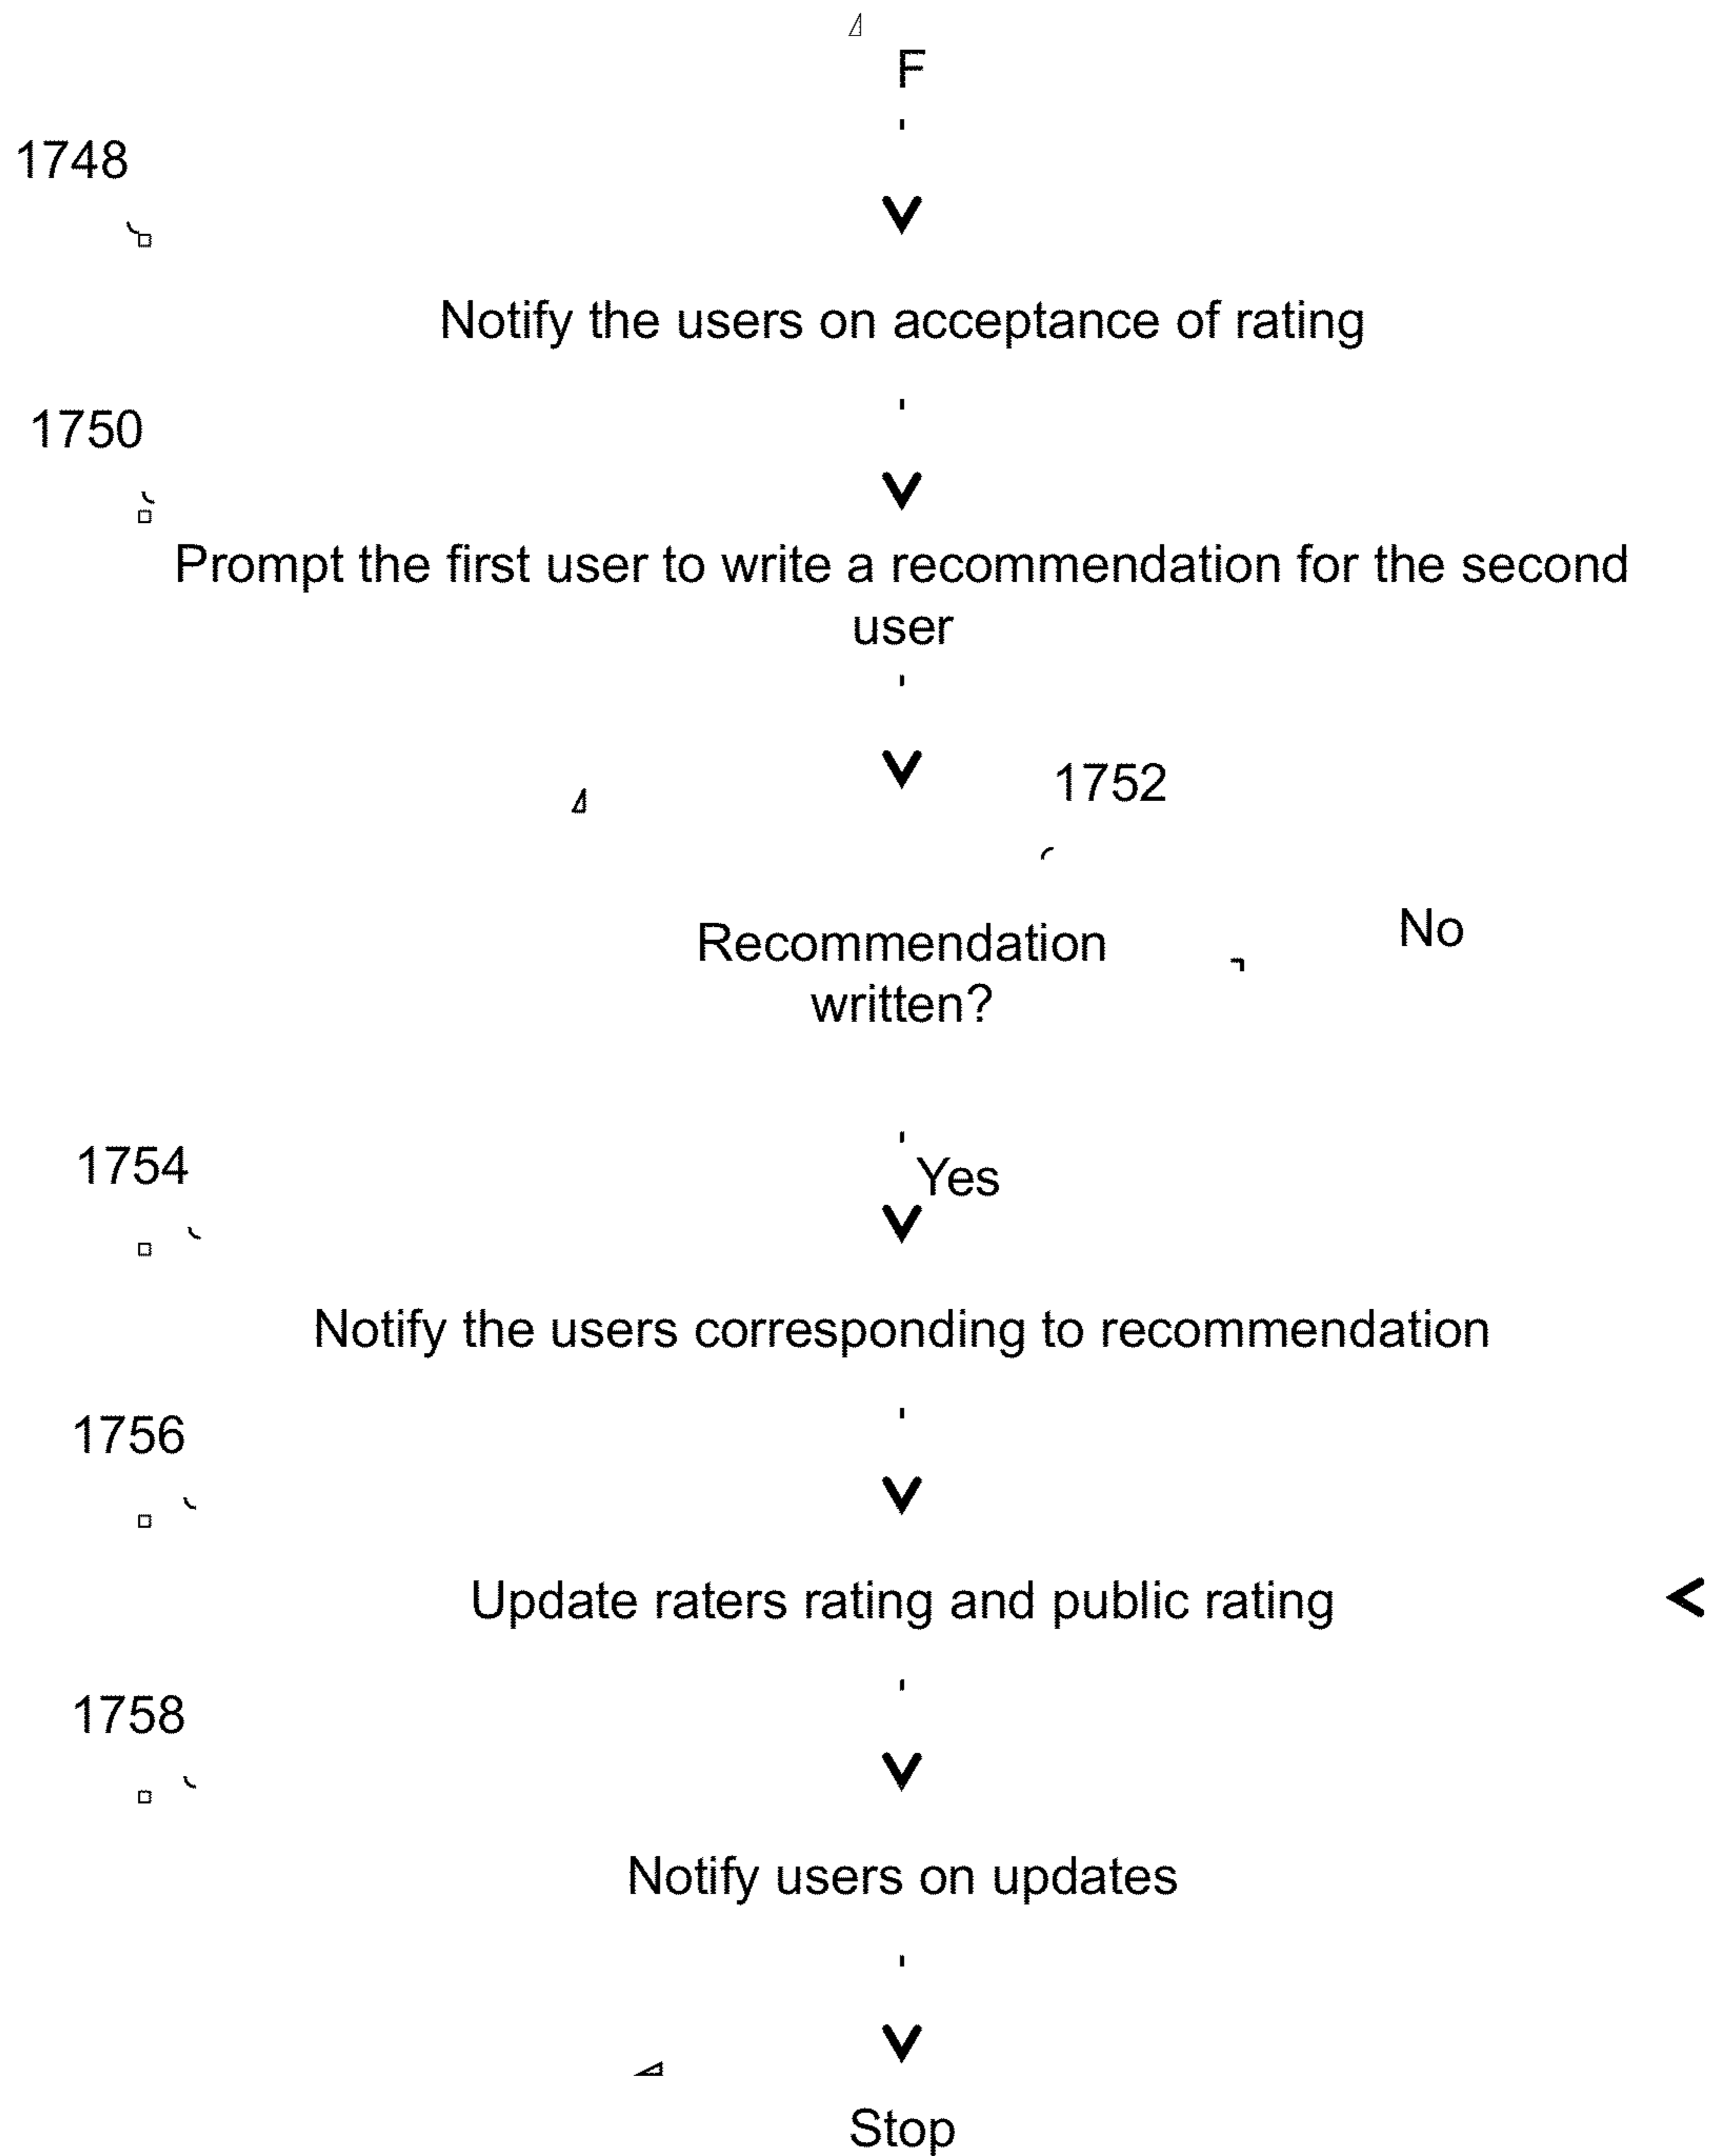 F
1748
Notify the users on acceptance of rating
1750
Prompt the first user to write a recommendation for the second
user
1752
Recommendation
written?
No
Yes
1754
Notify the users corresponding to recommendation
1756
Update raters rating and public rating
1758
Notify users on updates
Stop